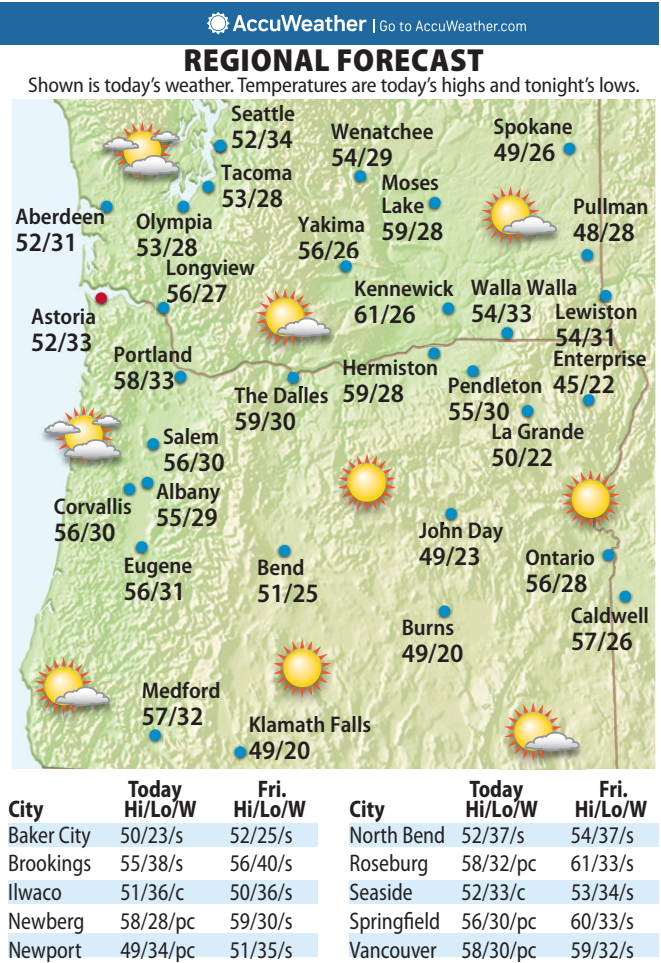 AccuWeather | Go to AccuWeather.com
REGIONAL FORECAST
Shown is today's weather. Temperatures are today's highs and tonight's lows.
Seattle
52/34
Wenatchee
54/29
Spokane
49/26
Tacoma
53/28
Moses
Lake
59/28
Pullman
48/28
Aberdeen
52/31
Olympia
53/28
Yakima
56/26
Longview
56/27
Kennewick
61/26
Walla Walla
54/33
Lewiston
54/31
Astoria
52/33
Portland
58/33
The Dalles
59/30
Hermiston
59/28
Pendleton
55/30
Enterprise
45/22
La Grande
50/22
Salem
56/30
Corvallis
56/30
Albany
55/29
John Day
49/23
Eugene
56/31
Bend
51/25
Ontario
56/28
Burns
49/20
Caldwell
57/26
Medford
57/32
Klamath Falls
49/20
Today Fri.
City Hi/Lo/W Hi/Lo/W
Baker City 50/23/s 52/25/s
Brookings 55/38/s 56/40/s
Ilwaco 51/36/c 50/36/s
Newberg 58/28/pc 59/30/s
Newport 49/34/pc 51/35/s
Today Fri.
City Hi/Lo/W Hi/Lo/W
North Bend 52/37/s 54/37/s
Roseburg 58/32/pc 61/33/s
Seaside 52/33/c 53/34/s
Springfield 56/30/pc 60/33/s
Vancouver 58/30/pc 59/32/s